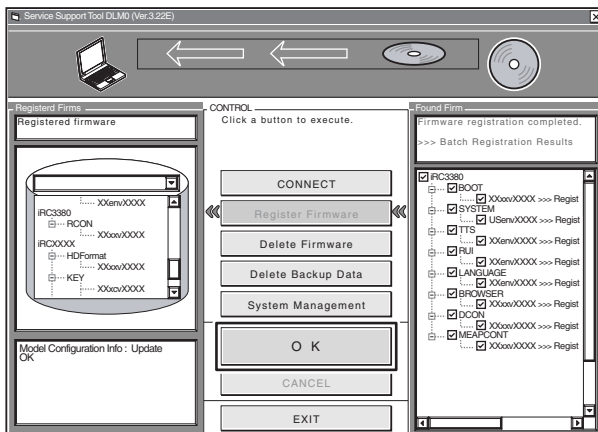 Service Support Tool DLM0 (Ver.3.22E)
Registerd Firms
Registered firmware
XXenvXXXX
iRC3380
RCON
XXxxvXXXX
iRCXXXX
HDFormat
XXxxvXXXX
KEY
XXxcvXXXX
Model Configuration Info : Update
OK
CONTROL
Click a button to execute.
CONNECT
Register Firmware
Delete Firmware
Delete Backup Data
System Management
O K
CANCEL
EXIT
Found Firm
Firmware registration completed.
>>> Batch Registration Results
iRC3380
BOOT
XXxxvXXXX >>> Regist
SYSTEM
USenvXXXX >>> Regist
TTS
XXenvXXXX >>> Regist
RUI
XXenvXXXX >>> Regist
LANGUAGE
XXenvXXXX >>> Regist
BROWSER
XXxxvXXXX >>> Regist
DCON
XXxxvXXXX >>> Regist
MEAPCONT
XXxxvXXXX >>> Regist